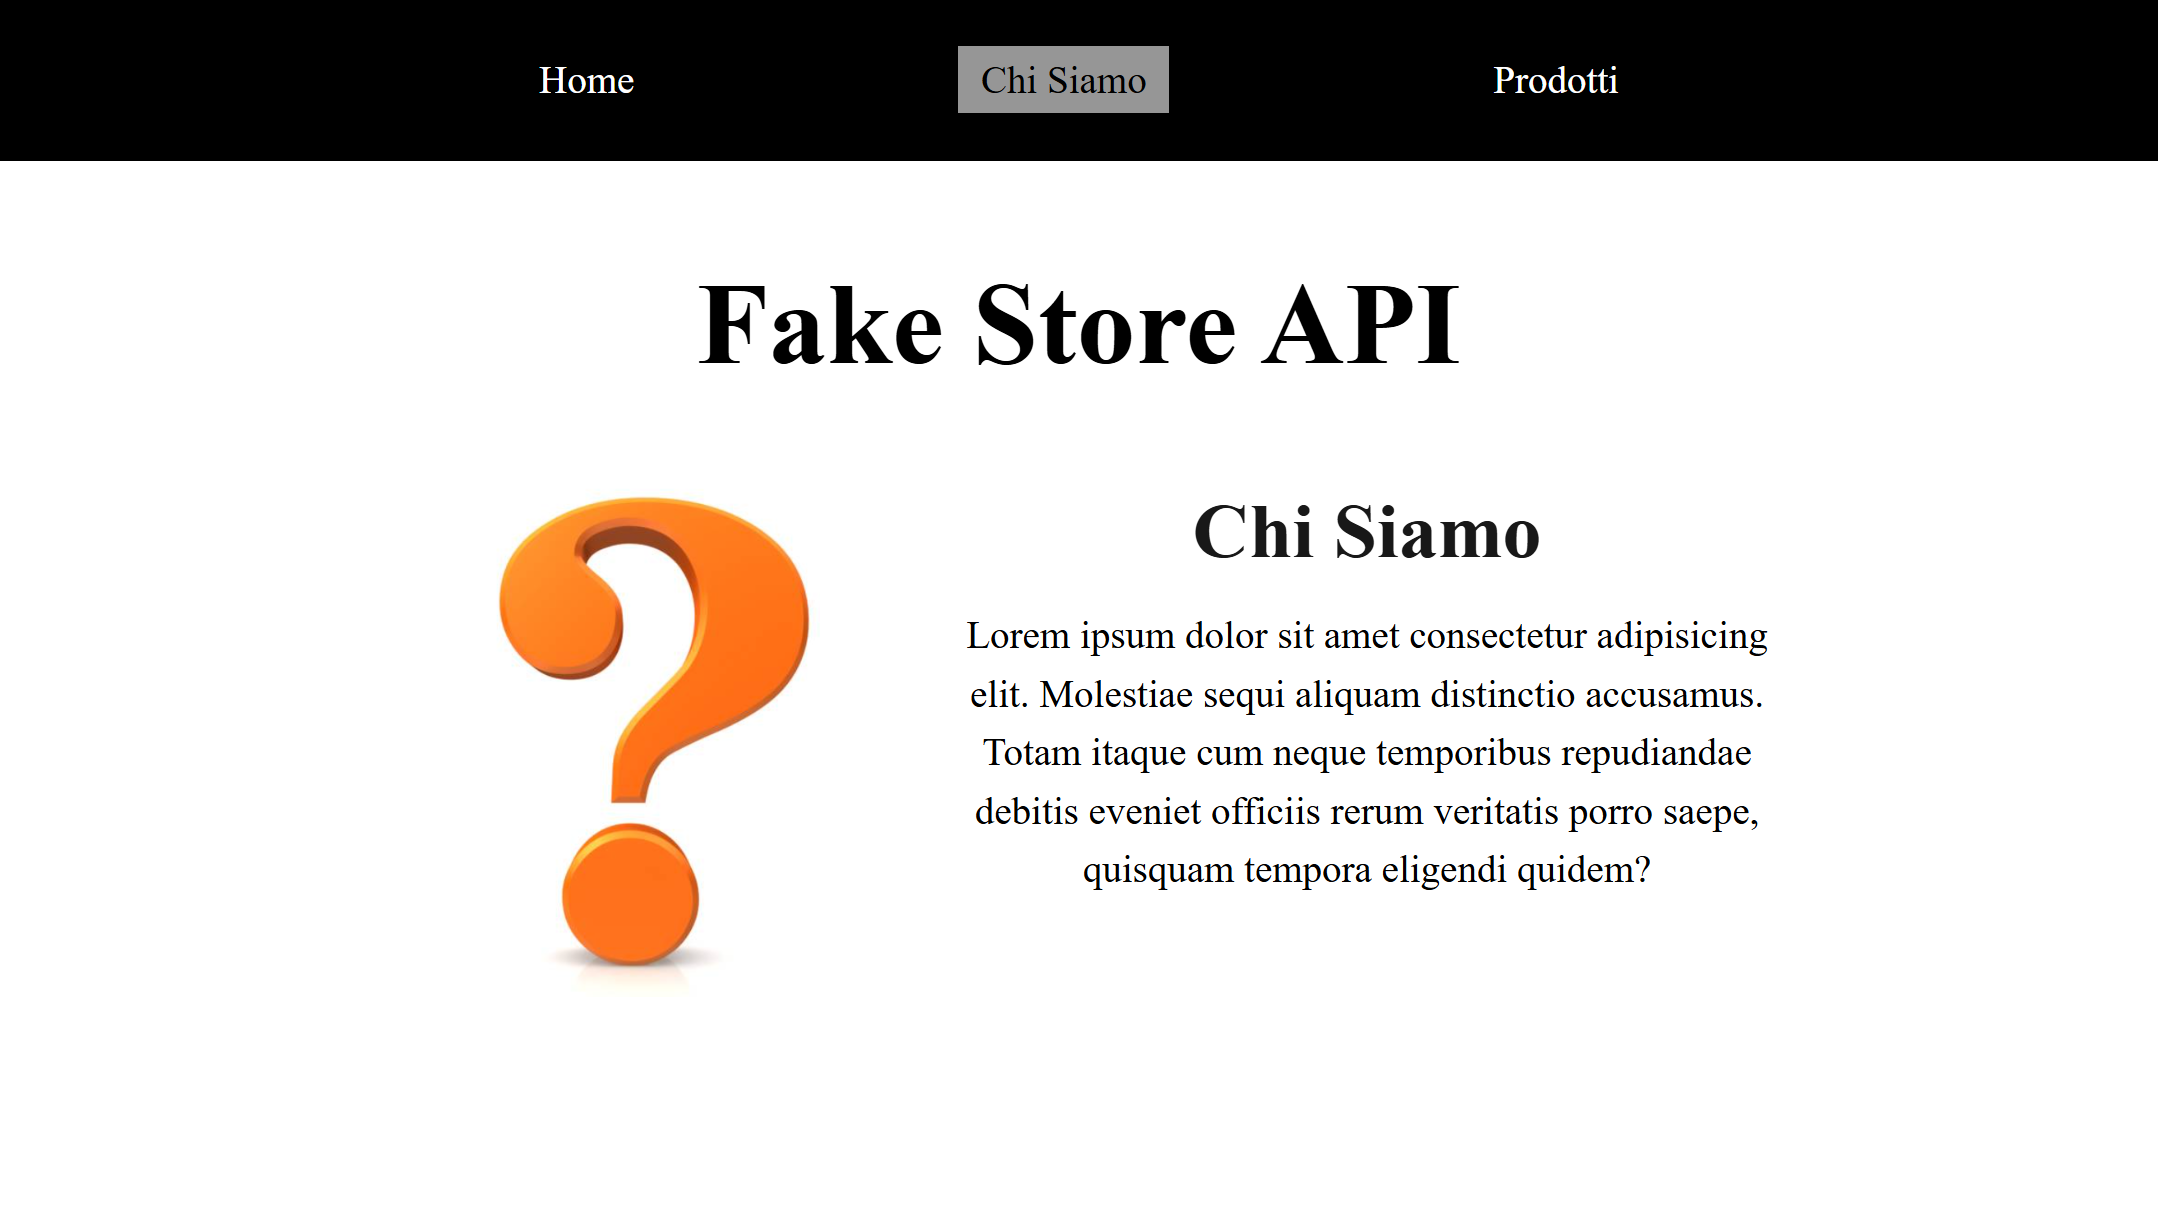 Home
Chi Siamo
Prodotti
Fake Store API
Chi Siamo
Lorem ipsum dolor sit amet consectetur adipisicing
elit. Molestiae sequi aliquam distinctio accusamus.
Totam itaque cum neque temporibus repudiandae
debitis eveniet officiis rerum veritatis porro saepe,
quisquam tempora eligendi quidem?